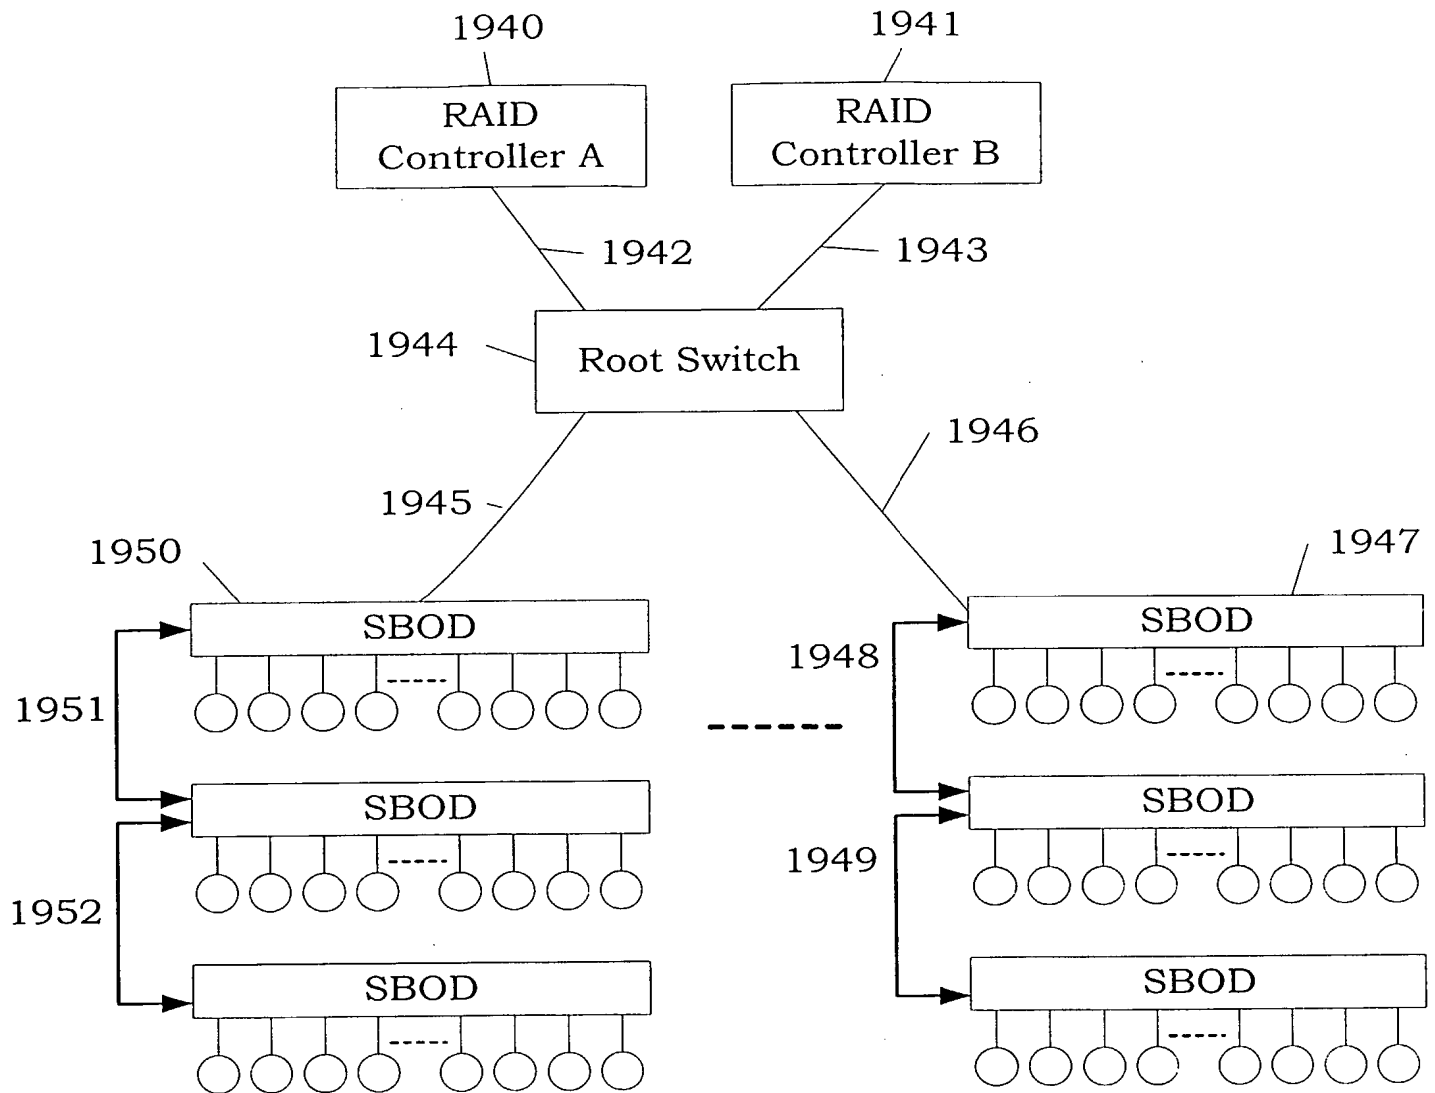 1940
1941
RAID
Controller A
RAID
Controller B
1942
1943
1944
Root Switch
1946
1945
1950
1947
SBOD
SBOD
1948
1951
SBOD
SBOD
1949
1952
SBOD
SBOD